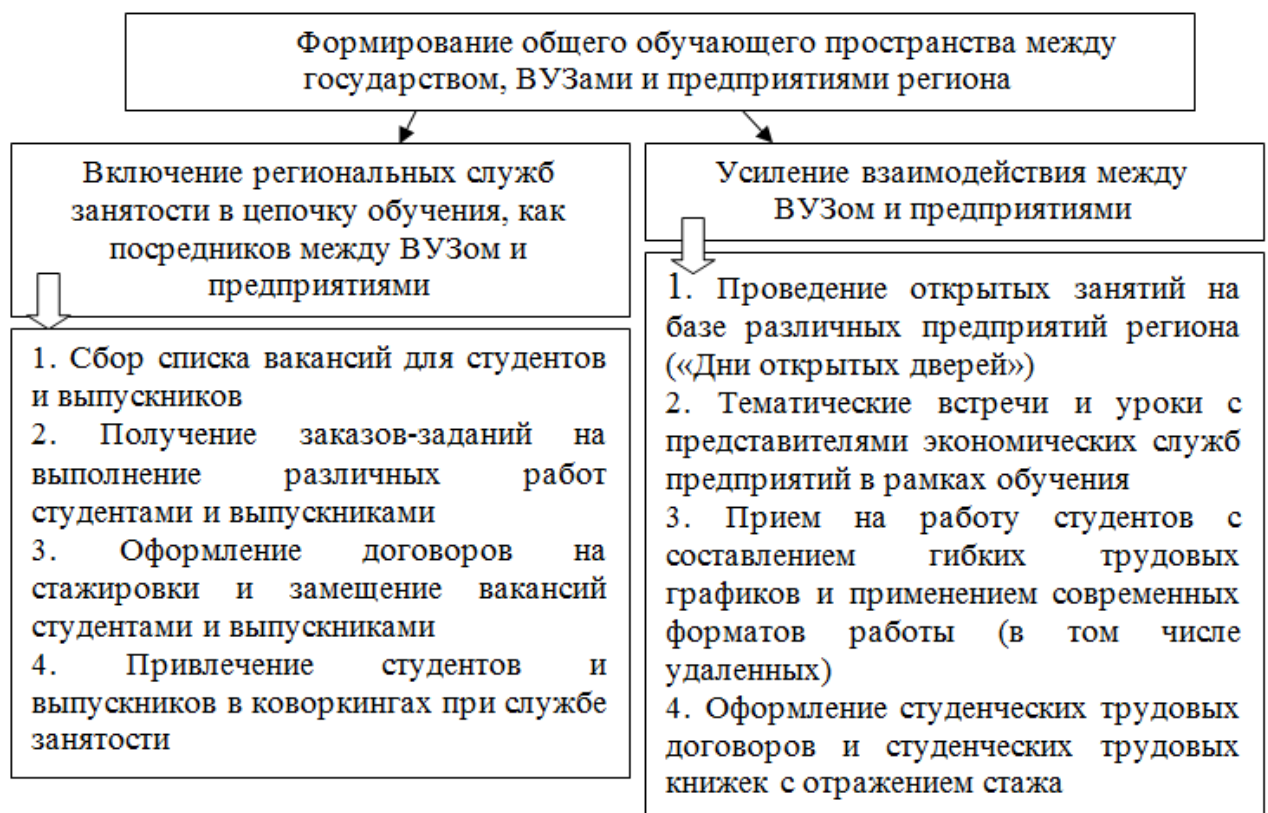 Формирование общего обучающего пространства между
государством, ВУЗами и предприятиями региона
Включение региональных служб
занятости в цепочку обучения, как
посредников между ВУЗом и
предприятиями
1. Сбор списка вакансий для студентов
и выпускников
2. Получение заказов-заданий на
выполнение различных работ
студентами и выпускниками
3. Оформление договоров на
стажировки и замещение вакансий
студентами и выпускниками
4. Привлечение студентов и
выпускников в коворкингах при службе
занятости
Усиление взаимодействия между
ВУЗом и предприятиями
1. Проведение открытых занятий на
базе различных предприятий региона
(«Дни открытых дверей»)
2. Тематические встречи и уроки с
представителями экономических служб
предприятий в рамках обучения
3. Прием на работу студентов с
составлением гибких трудовых
графиков и применением современных
форматов работы (в том числе
удаленных)
4. Оформление студенческих трудовых
договоров и студенческих трудовых
книжек с отражением стажа